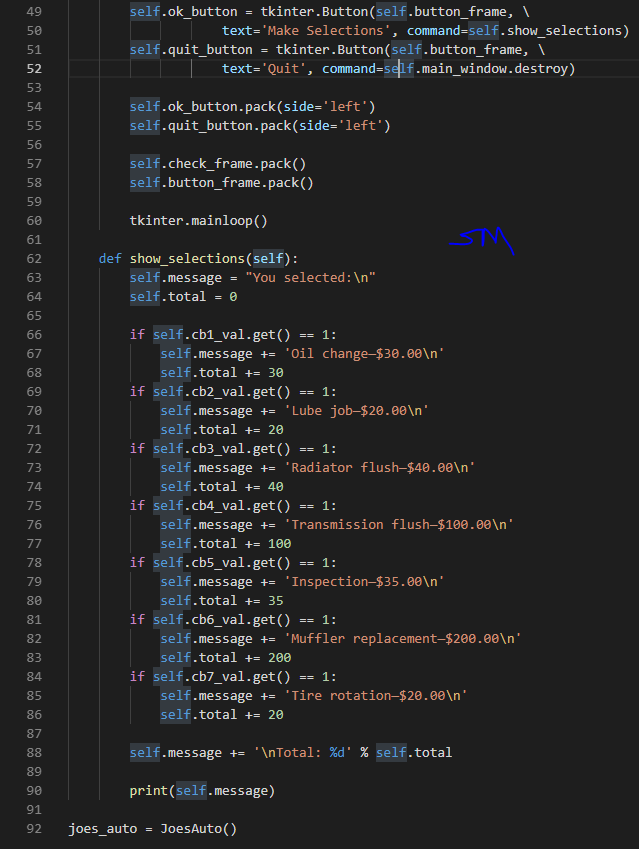 49 self.ok_button = tkinter.Button(self.button_frame, \
50 text='Make Selections', command=self.show_selections)
51 self.quit_button = tkinter.Button(self.button_frame, \
52 text='Quit', command=self.main_window.destroy)
53
54 self.ok_button.pack(side='left')
55 self.quit_button.pack(side='left')
56
57 self.check_frame.pack()
58 self.button_frame.pack()
59
60 tkinter.mainloop()
61
62 def show_selections(self):
63 self.message = "You selected:\n"
64 self.total = 0
65
66 if self.cb1_val.get() == 1:
67 self.message += 'Oil change—$30.00\n'
68 self.total += 30
69 if self.cb2_val.get() == 1:
70 self.message += 'Lube job—$20.00\n'
71 self.total += 20
72 if self.cb3_val.get() == 1:
73 self.message += 'Radiator flush—$40.00\n'
74 self.total += 40
75 if self.cb4_val.get() == 1:
76 self.message += 'Transmission flush—$100.00\n'
77 self.total += 100
78 if self.cb5_val.get() == 1:
79 self.message += 'Inspection—$35.00\n'
80 self.total += 35
81 if self.cb6_val.get() == 1:
82 self.message += 'Muffler replacement—$200.00\n'
83 self.total += 200
84 if self.cb7_val.get() == 1:
85 self.message += 'Tire rotation—$20.00\n'
86 self.total += 20
87
88 self.message += '\nTotal: %d' % self.total
89
90 print(self.message)
91
92 joes_auto = JoesAuto()